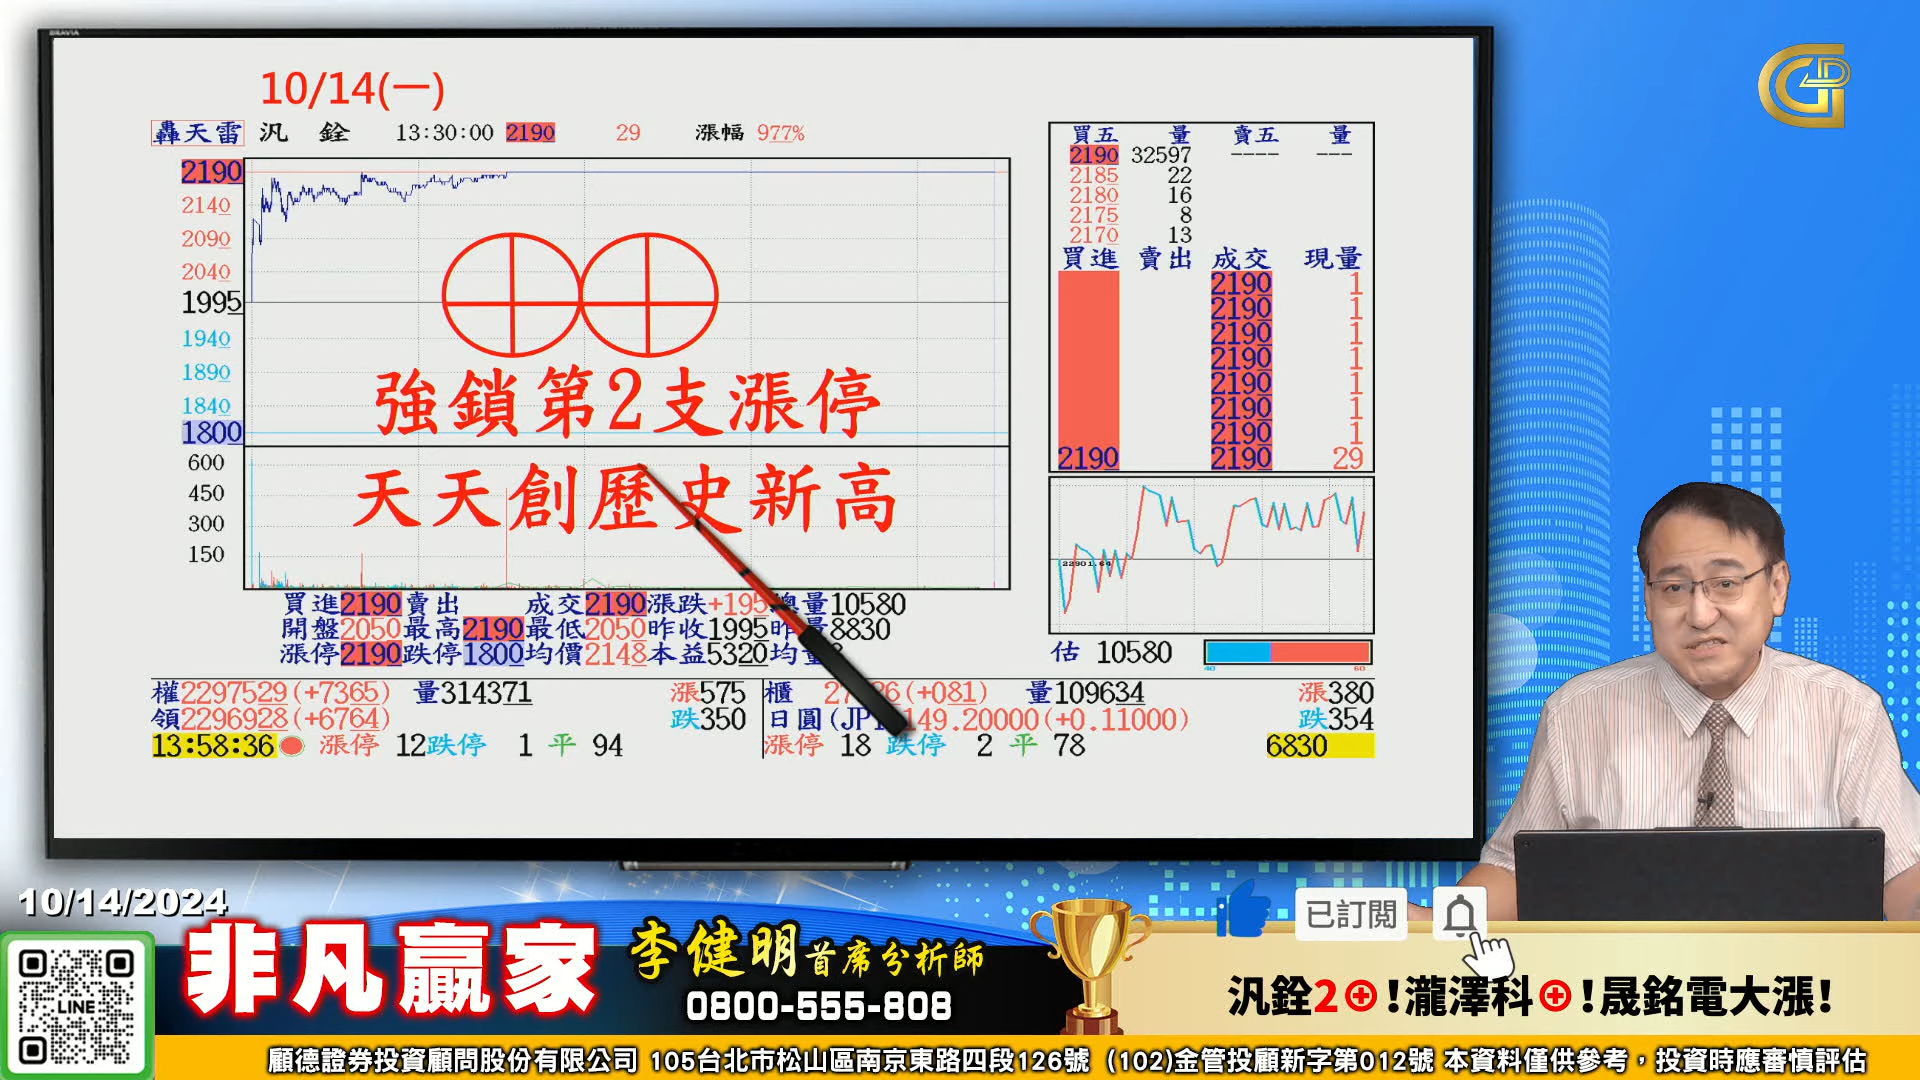 BRAVIA
10/14(一)
轟天雷 汎 銓 13:30:00 2190 29 漲幅 977%
2190
2140
2090
2040
1995
1940
1890
1840
1800
600
450
300
150
強鎖第2支漲停
天天創歷史新高
買五 量 賣五 量
2190 32597 ---- ---
2185 22
2180 16
2175 8
2170 13
買進 賣出 成交 現量
2190 1
2190 1
2190 1
2190 1
2190 1
2190 1
2190 1
2190 2190 29
22901.64
估 10580
40 60
買進2190賣出 成交2190漲跌+195總量10580
開盤2050最高2190最低2050昨收1995昨量8830
漲停2190跌停1800均價2148本益5320均量
權2297529(+7365) 量314371 漲575
領2296928(+6764) 跌350
13:58:36 漲停 12跌停 1 平 94
櫃 (+081) 量109634 漲380
日圓(JP 149.20000(+0.11000) 跌354
漲停 18 跌停 2 平 78 6830
10/14/2024
LINE
非凡贏家
李健明首席分析師
0800-555-808
已訂閱
汎銓2⊕!瀧澤科⊕!晟銘電大漲!
顧德證券投資顧問股份有限公司 105台北市松山區南京東路四段126號 (102)金管投顧新字第012號 本資料僅供參考，投資時應審慎評估